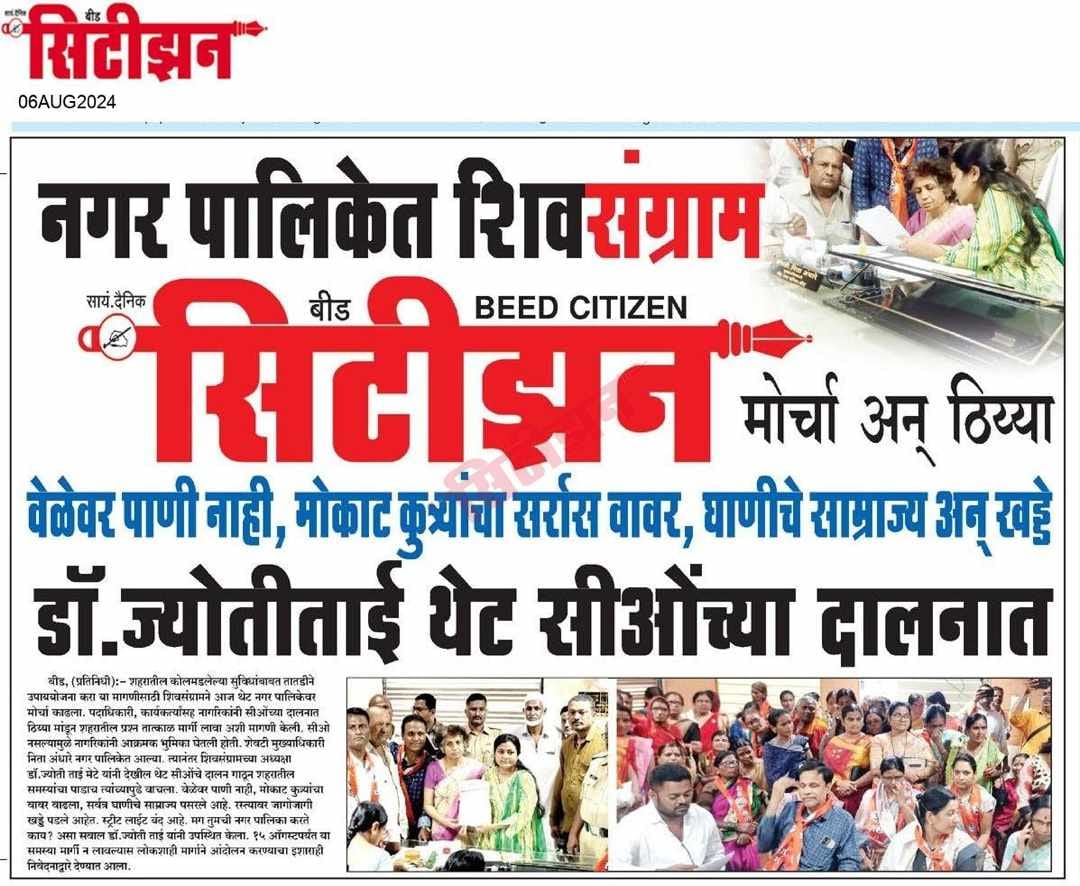 सायं.दैनिक
बीड
सिटीझन
06AUG2024
नगर पालिकेत शिवसंग्राम
सायं.दैनिक
बीड
BEED CITIZEN
सिटीझन
सिटीझन
मोर्चा अन् ठिय्या
वेळेवर पाणी नाही, मोकाट कुत्र्यांचा सर्रास वावर, घाणीचे साम्राज्य अन् खड्डे
डॉ.ज्योतीताई थेट सीओंच्या दालनात
बीड, (प्रतिनिधी):- शहरातील कोलमडलेल्या सुविधांबाबत तातडीने
उपाययोजना करा या मागणीसाठी शिवसंग्रामने आज थेट नगर पालिकेवर
मोर्चा काढला. पदाधिकारी, कार्यकर्त्यांसह नागरिकांनी सीओंच्या दालनात
ठिय्या मांडून शहरातील प्रश्न तात्काळ मार्गी लावा अशी मागणी केली. सीओ
नसल्यामुळे नागरिकांनी आक्रमक भुमिका घेतली होती. शेवटी मुख्याधिकारी
निता अंधारे नगर पालिकेत आल्या. त्यानंतर शिवसंग्रामच्या अध्यक्षा
डॉ.ज्योती ताई मेटे यांनी देखील थेट सीओंचे दालन गाठून शहरातील
समस्यांचा पाडाच त्यांच्यापुढे वाचला. वेळेवर पाणी नाही, मोकाट कुत्र्यांचा
वावर वाढला, सर्वत्र घाणीचे साम्राज्य पसरले आहे. रस्त्यावर जागोजागी
खड्डे पडले आहेत. स्ट्रीट लाईट बंद आहे. मग तुमची नगर पालिका करते
काय? असा सवाल डॉ.ज्योती ताई यांनी उपस्थित केला. १५ ऑगस्टपर्यंत या
समस्या मार्गी न लावल्यास लोकशाही मार्गाने आंदोलन करण्याचा इशाराही
निवेदनाद्वारे देण्यात आला.